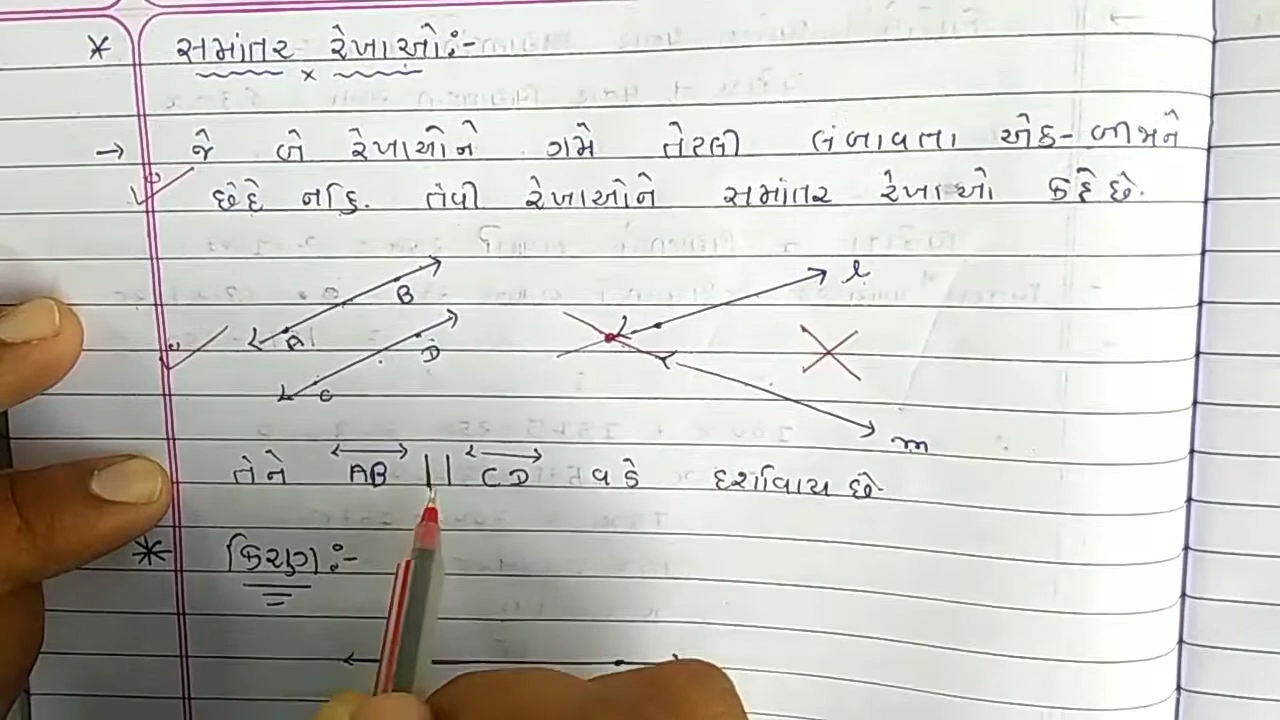 * સમાંતર રેખાઓ:-
→ જે બે રેખાઓને ગમે તેટલી લંબાવતા એક-બીજાને
છેદે નહિ. તેવી રેખાઓને સમાંતર રેખાઓ કહે છે.
A B
C D
l
m
તેને AB || CD વડે દર્શાવાય છે
* કિરણ:-